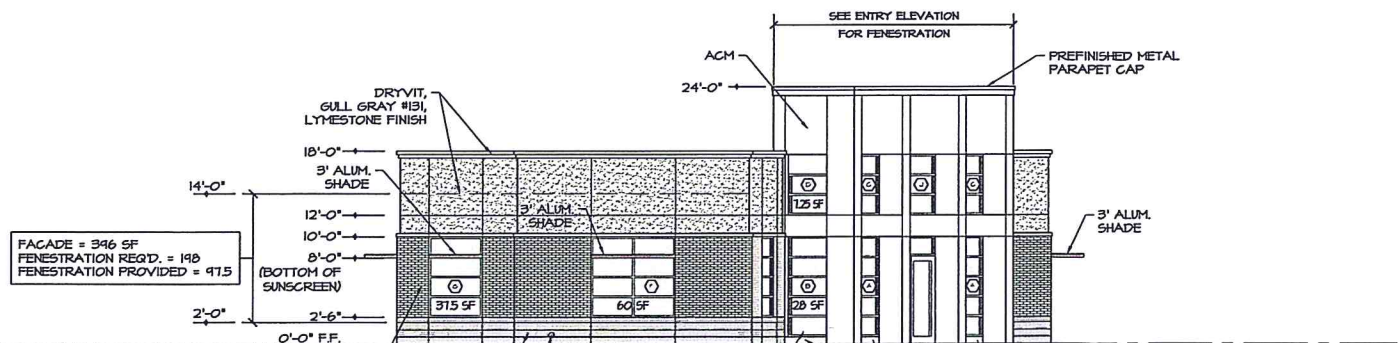 SEE ENTRY ELEVATION
FOR FENESTRATION
ACM
PREFINISHED METAL
PARAPET CAP
24'-0"
DRYVIT,
GULL GRAY #131,
LYMESTONE FINISH
18'-0"
3' ALUM.
SHADE
14'-0"
7.25 SF
12'-0"
3' ALUM.
SHADE
3' ALUM.
SHADE
10'-0"
FACADE = 396 SF
FENESTRATION REQ'D. = 198
FENESTRATION PROVIDED = 97.5
8'-0"
(BOTTOM OF
SUNSCREEN)
37.5 SF
60 SF
28 SF
2'-0"
2'-6"
0'-0" F.F.